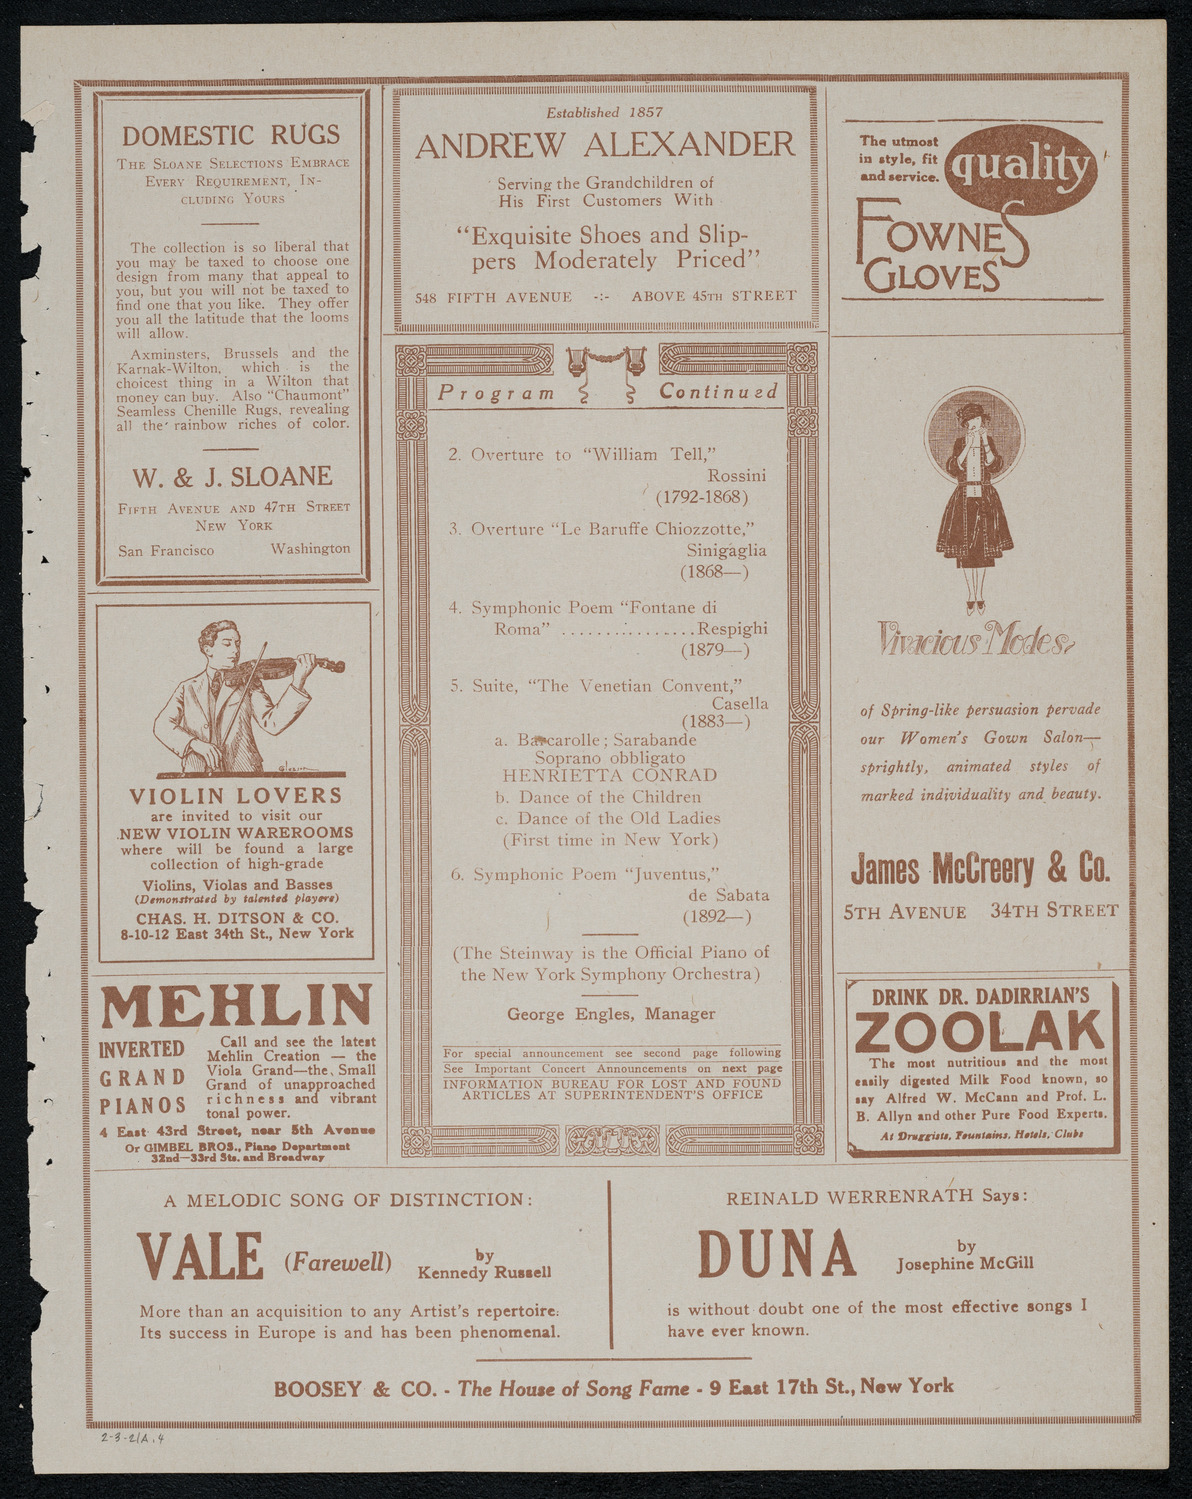 DOMESTIC RUGS
THE SLOANE SELECTIONS EMBRACE
EVERY REQUIREMENT, IN-
CLUDING YOURS
The collection is so liberal that
you may be taxed to choose one
design from many that appeal to
you, but you will not be taxed to
find one that you like. They offer
you all the latitude that the looms
will allow.
Axminsters, Brussels and the
Karnak-Wilton, which is the
choicest thing in a Wilton that
money can buy. Also "Chaumont"
Seamless Chenille Rugs, revealing
all the rainbow riches of color.
W. & J. SLOANE
FIFTH AVENUE AND 47TH STREET
NEW YORK
San Francisco Washington
VIOLIN LOVERS
are invited to visit our
NEW VIOLIN WAREROOMS
where will be found a large
collection of high-grade
Violins, Violas and Basses
(Demonstrated by talented players)
CHAS. H. DITSON & CO.
8-10-12 East 34th St., New York
MEHLIN
INVERTED
GRAND
PIANOS
Call and see the latest
Mehlin Creation — the
Viola Grand—the Small
Grand of unapproached
richness and vibrant
tonal power.
4 East 43rd Street, near 5th Avenue
Or GIMBEL BROS., Piano Department
32nd—33rd Sts. and Broadway
Established 1857
ANDREW ALEXANDER
Serving the Grandchildren of
His First Customers With
"Exquisite Shoes and Slip-
pers Moderately Priced"
548 FIFTH AVENUE -:- ABOVE 45TH STREET
Program Continued
2. Overture to "William Tell,"
Rossini
(1792-1868)
3. Overture "Le Baruffe Chiozzotte,"
Sinigaglia
(1868—)
4. Symphonic Poem "Fontane di
Roma" ................Respighi
(1879—)
5. Suite, "The Venetian Convent,"
Casella
(1883—)
a. Barcarolle; Sarabande
Soprano obbligato
HENRIETTA CONRAD
b. Dance of the Children
c. Dance of the Old Ladies
(First time in New York)
6. Symphonic Poem "Juventus,"
de Sabata
(1892—)
(The Steinway is the Official Piano of
the New York Symphony Orchestra)
George Engles, Manager
For special announcement see second page following
See Important Concert Announcements on next page
INFORMATION BUREAU FOR LOST AND FOUND
ARTICLES AT SUPERINTENDENT'S OFFICE
The utmost
in style, fit
and service.
quality
FOWNES
GLOVES
Vivacious Modes
of Spring-like persuasion pervade
our Women's Gown Salon—
sprightly, animated styles of
marked individuality and beauty.
James McCreery & Co.
5TH AVENUE 34TH STREET
DRINK DR. DADIRRIAN'S
ZOOLAK
The most nutritious and the most
easily digested Milk Food known, so
say Alfred W. McCann and Prof. L.
B. Allyn and other Pure Food Experts.
At Druggists, Fountains, Hotels, Clubs
A MELODIC SONG OF DISTINCTION:
VALE (Farewell) by
Kennedy Russell
More than an acquisition to any Artist's repertoire:
Its success in Europe is and has been phenomenal.
REINALD WERRENRATH Says:
DUNA by
Josephine McGill
is without doubt one of the most effective songs I
have ever known.
BOOSEY & CO. - The House of Song Fame - 9 East 17th St., New York
2-3-21A.4